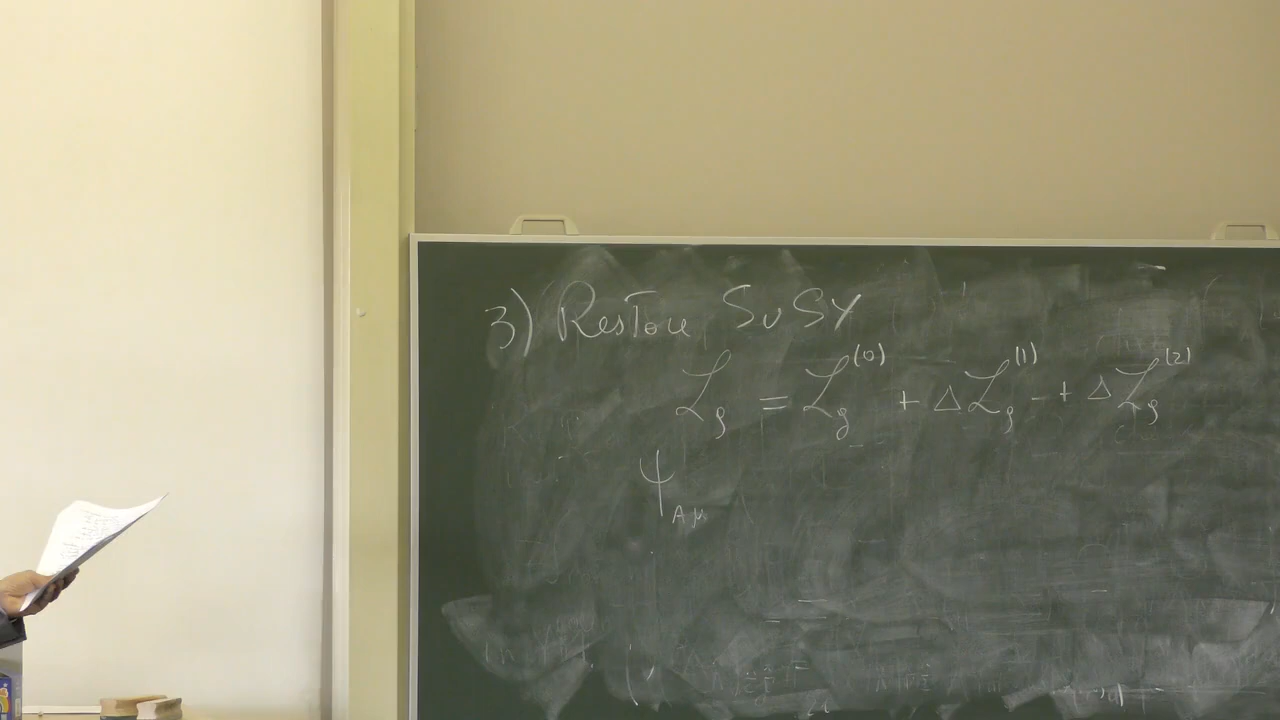 3) Restore SUSY
ℒ_g = ℒ_g^(0) + Δℒ_g^(1) + Δℒ_g^(2)
ψ_Aμ